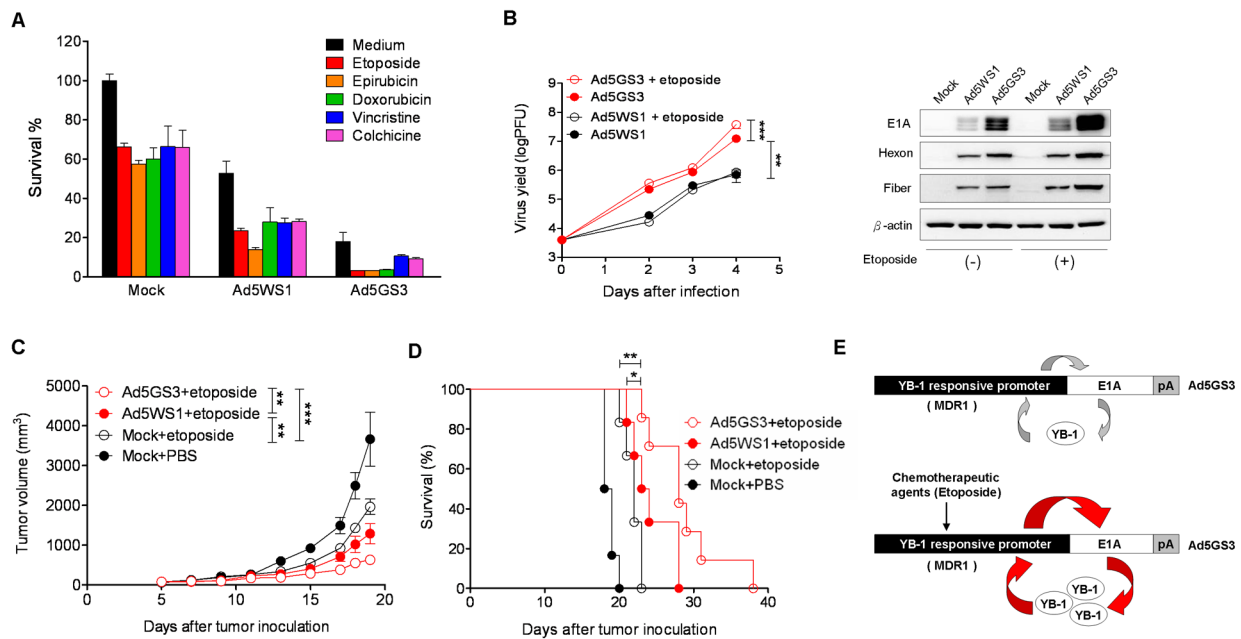 A
120
100
80
60
40
20
0
Survival %
Medium
Etoposide
Epirubicin
Doxorubicin
Vincristine
Colchicine
Mock
Ad5WS1
Ad5GS3
B
Ad5GS3 + etoposide
Ad5GS3
Ad5WS1 + etoposide
Ad5WS1
9
8
7
6
5
4
3
2
Virus yield (logPFU)
***
**
0
1
2
3
4
5
Days after infection
Mock
Ad5WS1
Ad5GS3
Mock
Ad5WS1
Ad5GS3
E1A
Hexon
Fiber
β-actin
Etoposide
(-)
(+)
C
5000
4000
3000
2000
1000
0
Tumor volume (mm³)
Ad5GS3+etoposide
Ad5WS1+etoposide
Mock+etoposide
Mock+PBS
***
**
***
0
5
10
15
20
Days after tumor inoculation
D
**
*
100
80
60
40
20
0
Survival (%)
Ad5GS3+etoposide
Ad5WS1+etoposide
Mock+etoposide
Mock+PBS
0
10
20
30
40
Days after tumor inoculation
E
YB-1 responsive promoter
E1A
pA
Ad5GS3
( MDR1 )
YB-1
Chemotherapeutic
agents (Etoposide)
YB-1 responsive promoter
E1A
pA
Ad5GS3
( MDR1 )
YB-1
YB-1
YB-1